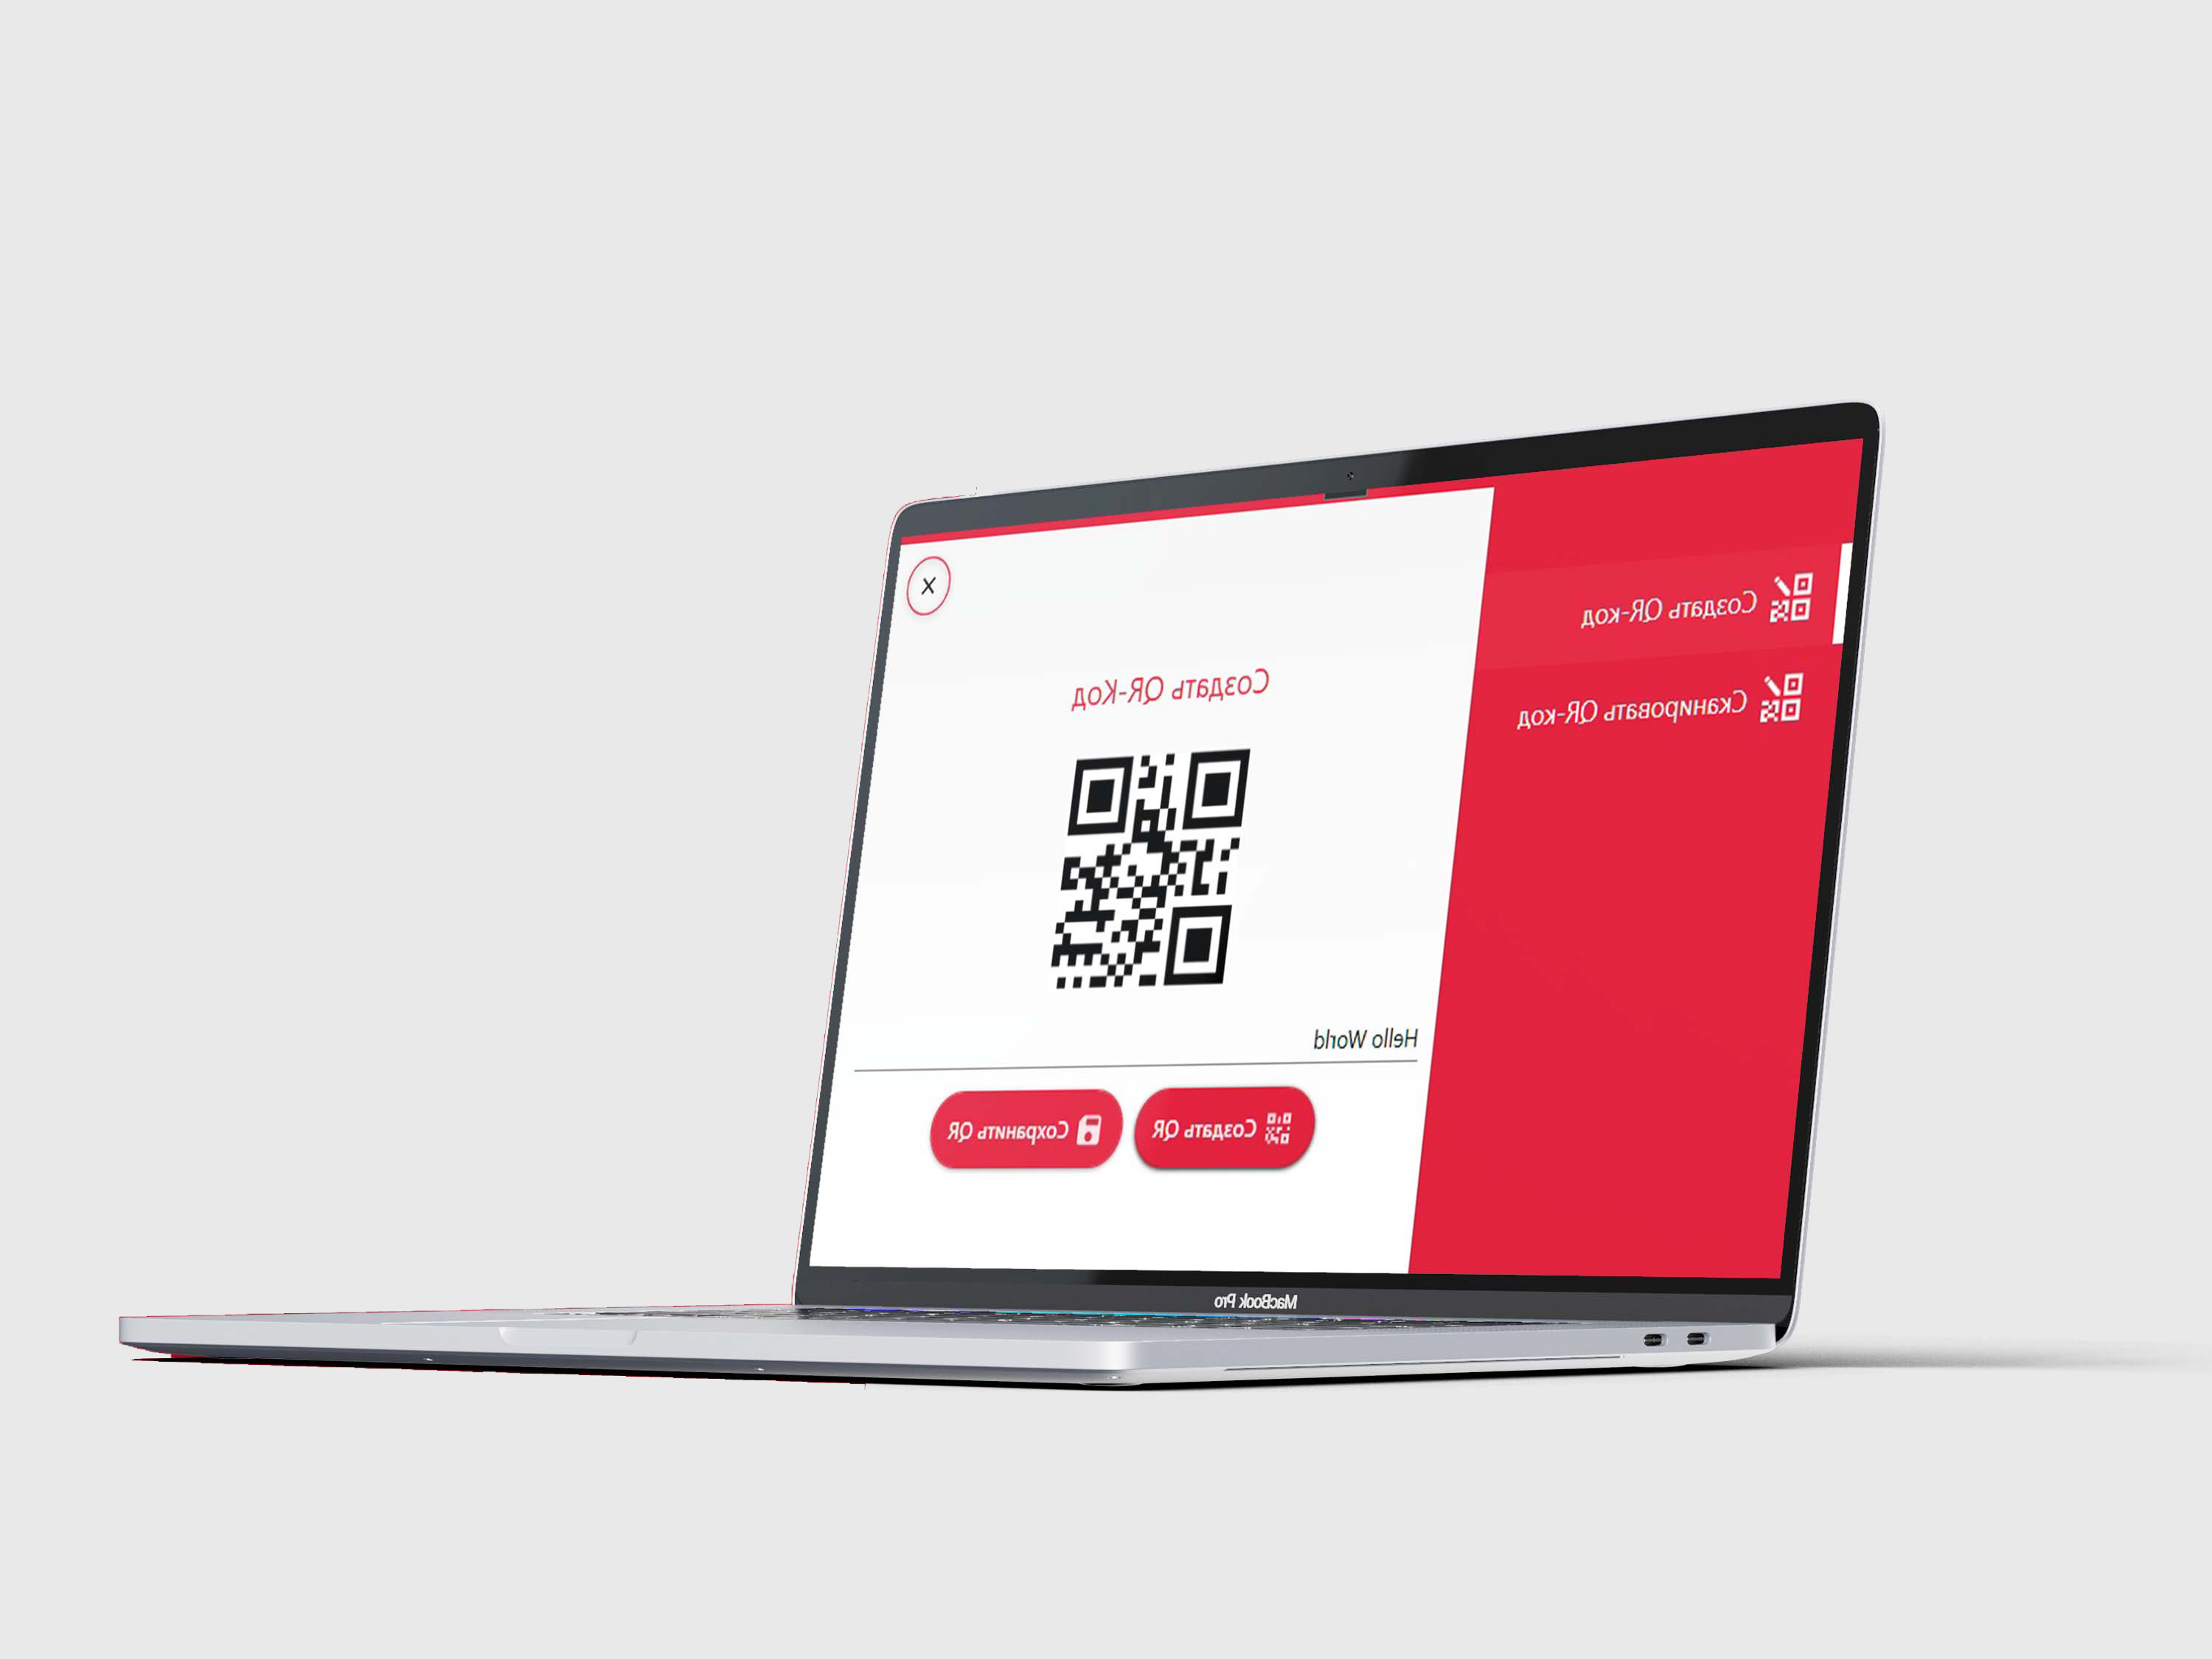 Создать QR-код
Сканировать QR-код
Создать QR-Код
Hello World
Создать QR
Сохранить QR
MacBook Pro